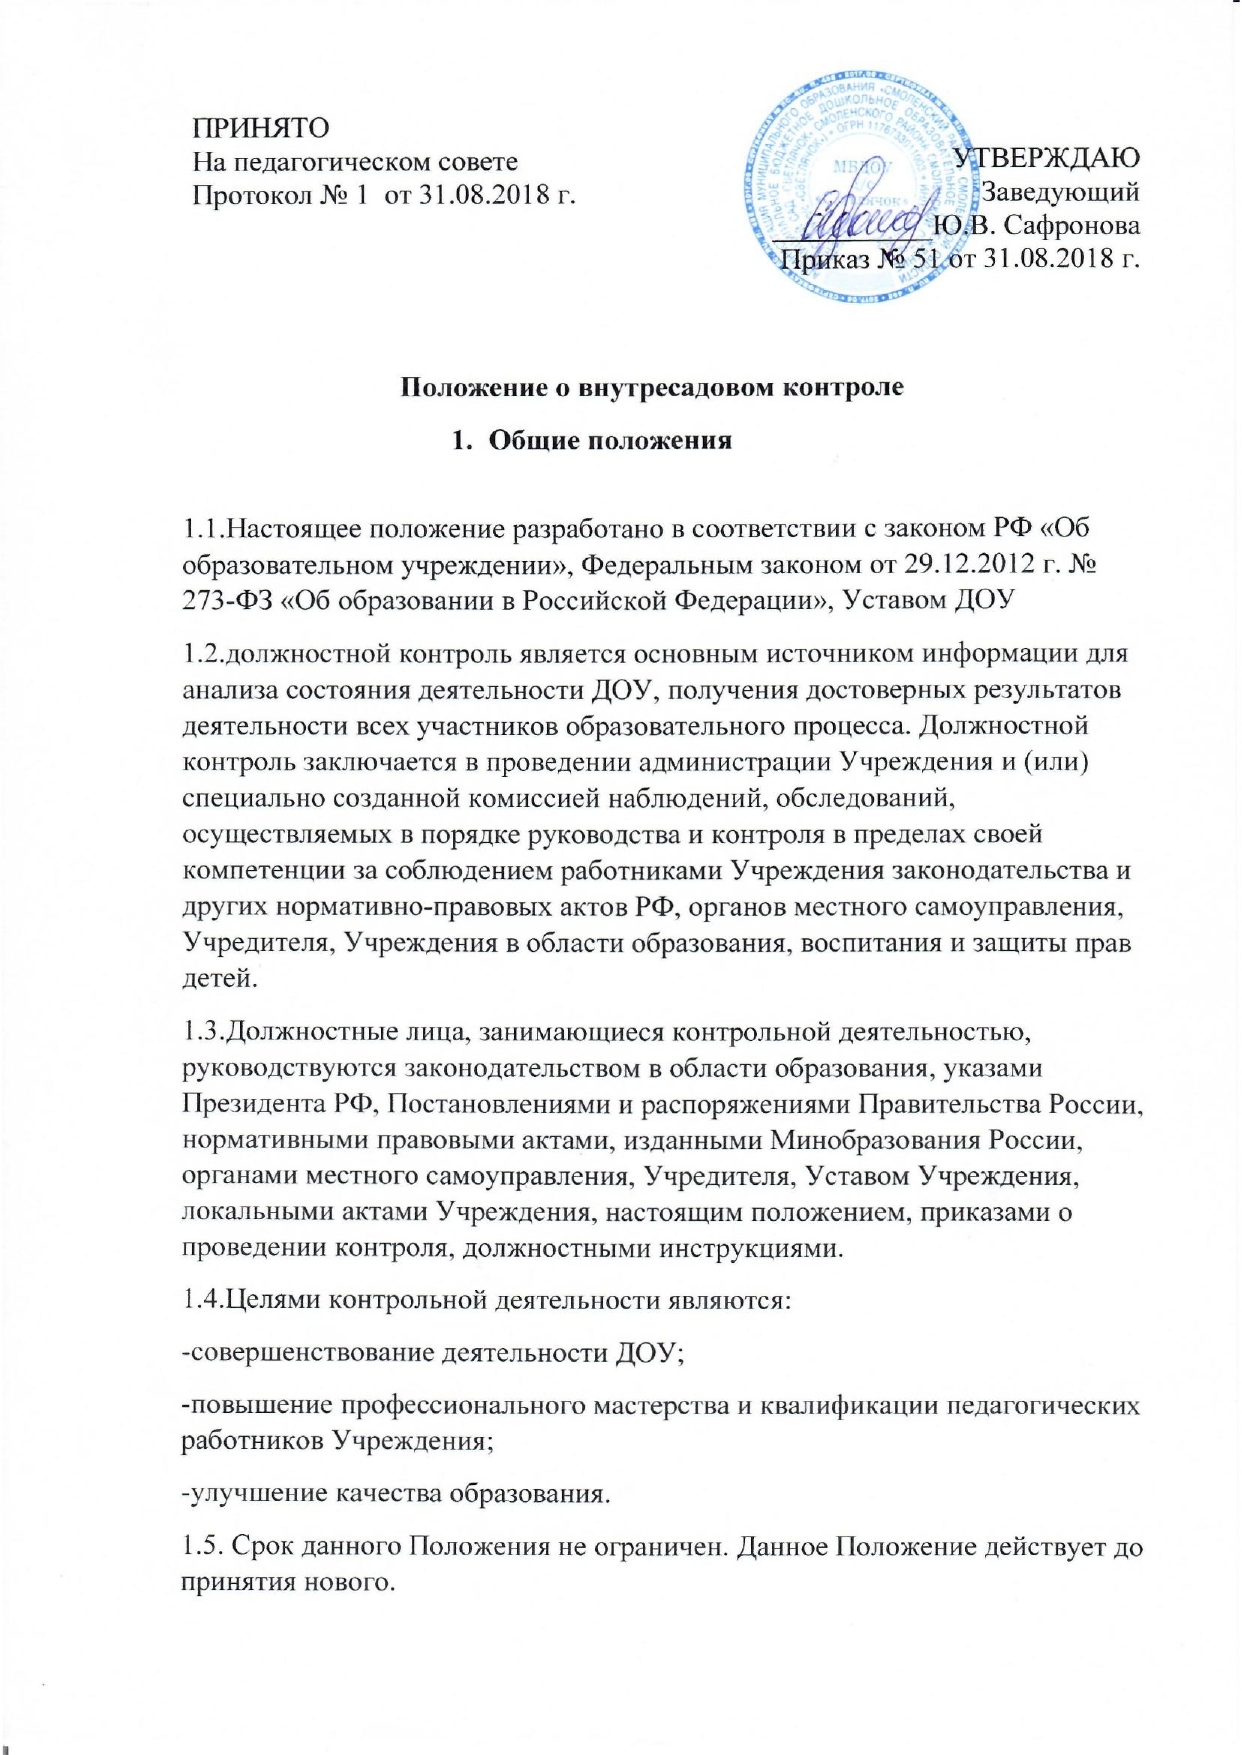 ПРИНЯТО
На педагогическом совете
Протокол № 1  от 31.08.2018 г.
УТВЕРЖДАЮ
Заведующий
Ю.В. Сафронова
Приказ № 51 от 31.08.2018 г.
МБДОУ
Положение о внутресадовом контроле
1. Общие положения
1.1.Настоящее положение разработано в соответствии с законом РФ «Об
образовательном учреждении», Федеральным законом от 29.12.2012 г. №
273-ФЗ «Об образовании в Российской Федерации», Уставом ДОУ
1.2.должностной контроль является основным источником информации для
анализа состояния деятельности ДОУ, получения достоверных результатов
деятельности всех участников образовательного процесса. Должностной
контроль заключается в проведении администрации Учреждения и (или)
специально созданной комиссией наблюдений, обследований,
осуществляемых в порядке руководства и контроля в пределах своей
компетенции за соблюдением работниками Учреждения законодательства и
других нормативно-правовых актов РФ, органов местного самоуправления,
Учредителя, Учреждения в области образования, воспитания и защиты прав
детей.
1.3.Должностные лица, занимающиеся контрольной деятельностью,
руководствуются законодательством в области образования, указами
Президента РФ, Постановлениями и распоряжениями Правительства России,
нормативными правовыми актами, изданными Минобразования России,
органами местного самоуправления, Учредителя, Уставом Учреждения,
локальными актами Учреждения, настоящим положением, приказами о
проведении контроля, должностными инструкциями.
1.4.Целями контрольной деятельности являются:
-совершенствование деятельности ДОУ;
-повышение профессионального мастерства и квалификации педагогических
работников Учреждения;
-улучшение качества образования.
1.5. Срок данного Положения не ограничен. Данное Положение действует до
принятия нового.